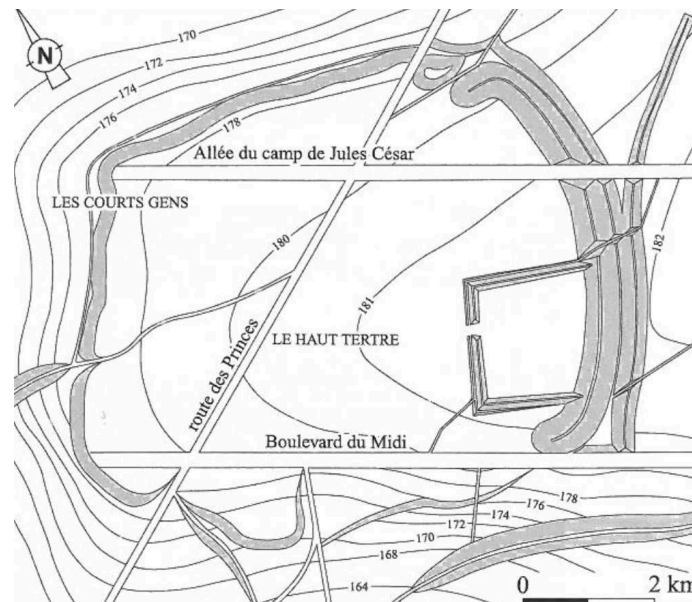 N
170
172
174
176
178
Allée du camp de Jules César
LES COURTS GENS
180
182
181
LE HAUT TERTRE
route des Princes
Boulevard du Midi
178
176
174
172
170
168
164
0 2 km